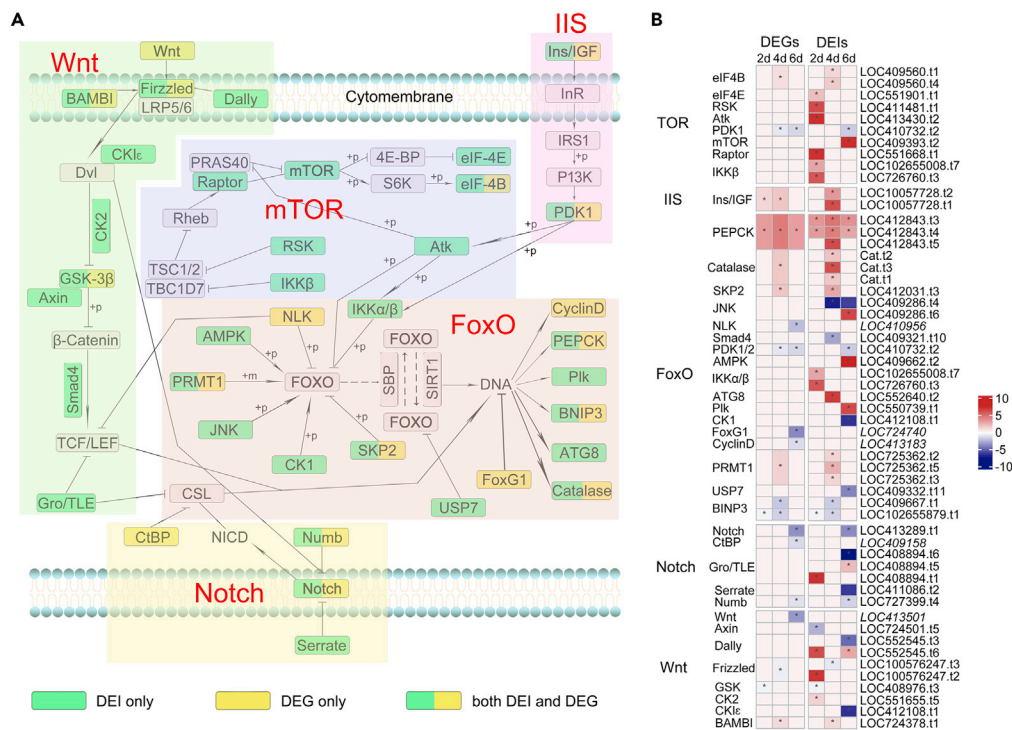 A
Wnt
IIS
Wnt
Ins/IGF
BAMBI
Frizzled
LRP5/6
Dally
Cytomembrane
InR
CKIε
Dvl
IRS1
+p
P13K
PDK1
PRAS40
Raptor
mTOR
+p
4E-BP
eIF-4E
+p
S6K
+p
eIF-4B
Rheb
mTOR
CK2
+p
Atk
+p
+p
TSC1/2
TBC1D7
RSK
IKKβ
GSK-3β
Axin
+p
+p
+p
β-Catenin
Smad4
TCF/LEF
Gro/TLE
NLK
IKKα/β
FoxO
AMPK
+p
+p
+p
PRMT1
+m
FOXO
FOXO
SBP
SIRT1
FOXO
DNA
JNK
+p
CK1
+p
+p
SKP2
CyclinD
PEPCK
Plk
BNIP3
ATG8
Catalase
FoxG1
USP7
CSL
CtBP
NICD
Numb
Notch
Notch
Serrate
DEI only
DEG only
both DEI and DEG
B
DEGs
DEIs
2d 4d 6d
2d 4d 6d
TOR
eIF4B
eIF4E
RSK
Atk
PDK1
mTOR
Raptor
IKKβ
LOC409560.t1
LOC409560.t4
LOC551901.t1
LOC411481.t1
LOC413430.t2
LOC410732.t2
LOC409393.t2
LOC551668.t1
LOC102655008.t7
LOC726760.t3
IIS
Ins/IGF
LOC10057728.t2
LOC10057728.t1
FoxO
PEPCK
Catalase
SKP2
JNK
NLK
Smad4
PDK1/2
AMPK
IKKα/β
ATG8
Plk
CK1
FoxG1
CyclinD
PRMT1
USP7
BINP3
LOC412843.t3
LOC412843.t4
LOC412843.t5
Cat.t2
Cat.t3
Cat.t1
LOC412031.t3
LOC409286.t4
LOC409286.t6
LOC410956
LOC409321.t10
LOC410732.t2
LOC409662.t2
LOC102655008.t7
LOC726760.t3
LOC552640.t2
LOC550739.t1
LOC412108.t1
LOC724740
LOC413183
LOC725362.t2
LOC725362.t5
LOC725362.t3
LOC409332.t11
LOC409667.t1
LOC102655879.t1
Notch
Notch
CtBP
Gro/TLE
Serrate
Numb
LOC413289.t1
LOC409158
LOC408894.t6
LOC408894.t5
LOC408894.t1
LOC411086.t2
LOC727399.t4
Wnt
Wnt
Axin
Dally
Frizzled
GSK
CK2
CKIε
BAMBI
LOC413501
LOC724501.t5
LOC552545.t3
LOC552545.t6
LOC100576247.t3
LOC100576247.t2
LOC408976.t3
LOC551655.t5
LOC412108.t1
LOC724378.t1
10
5
0
-5
-10